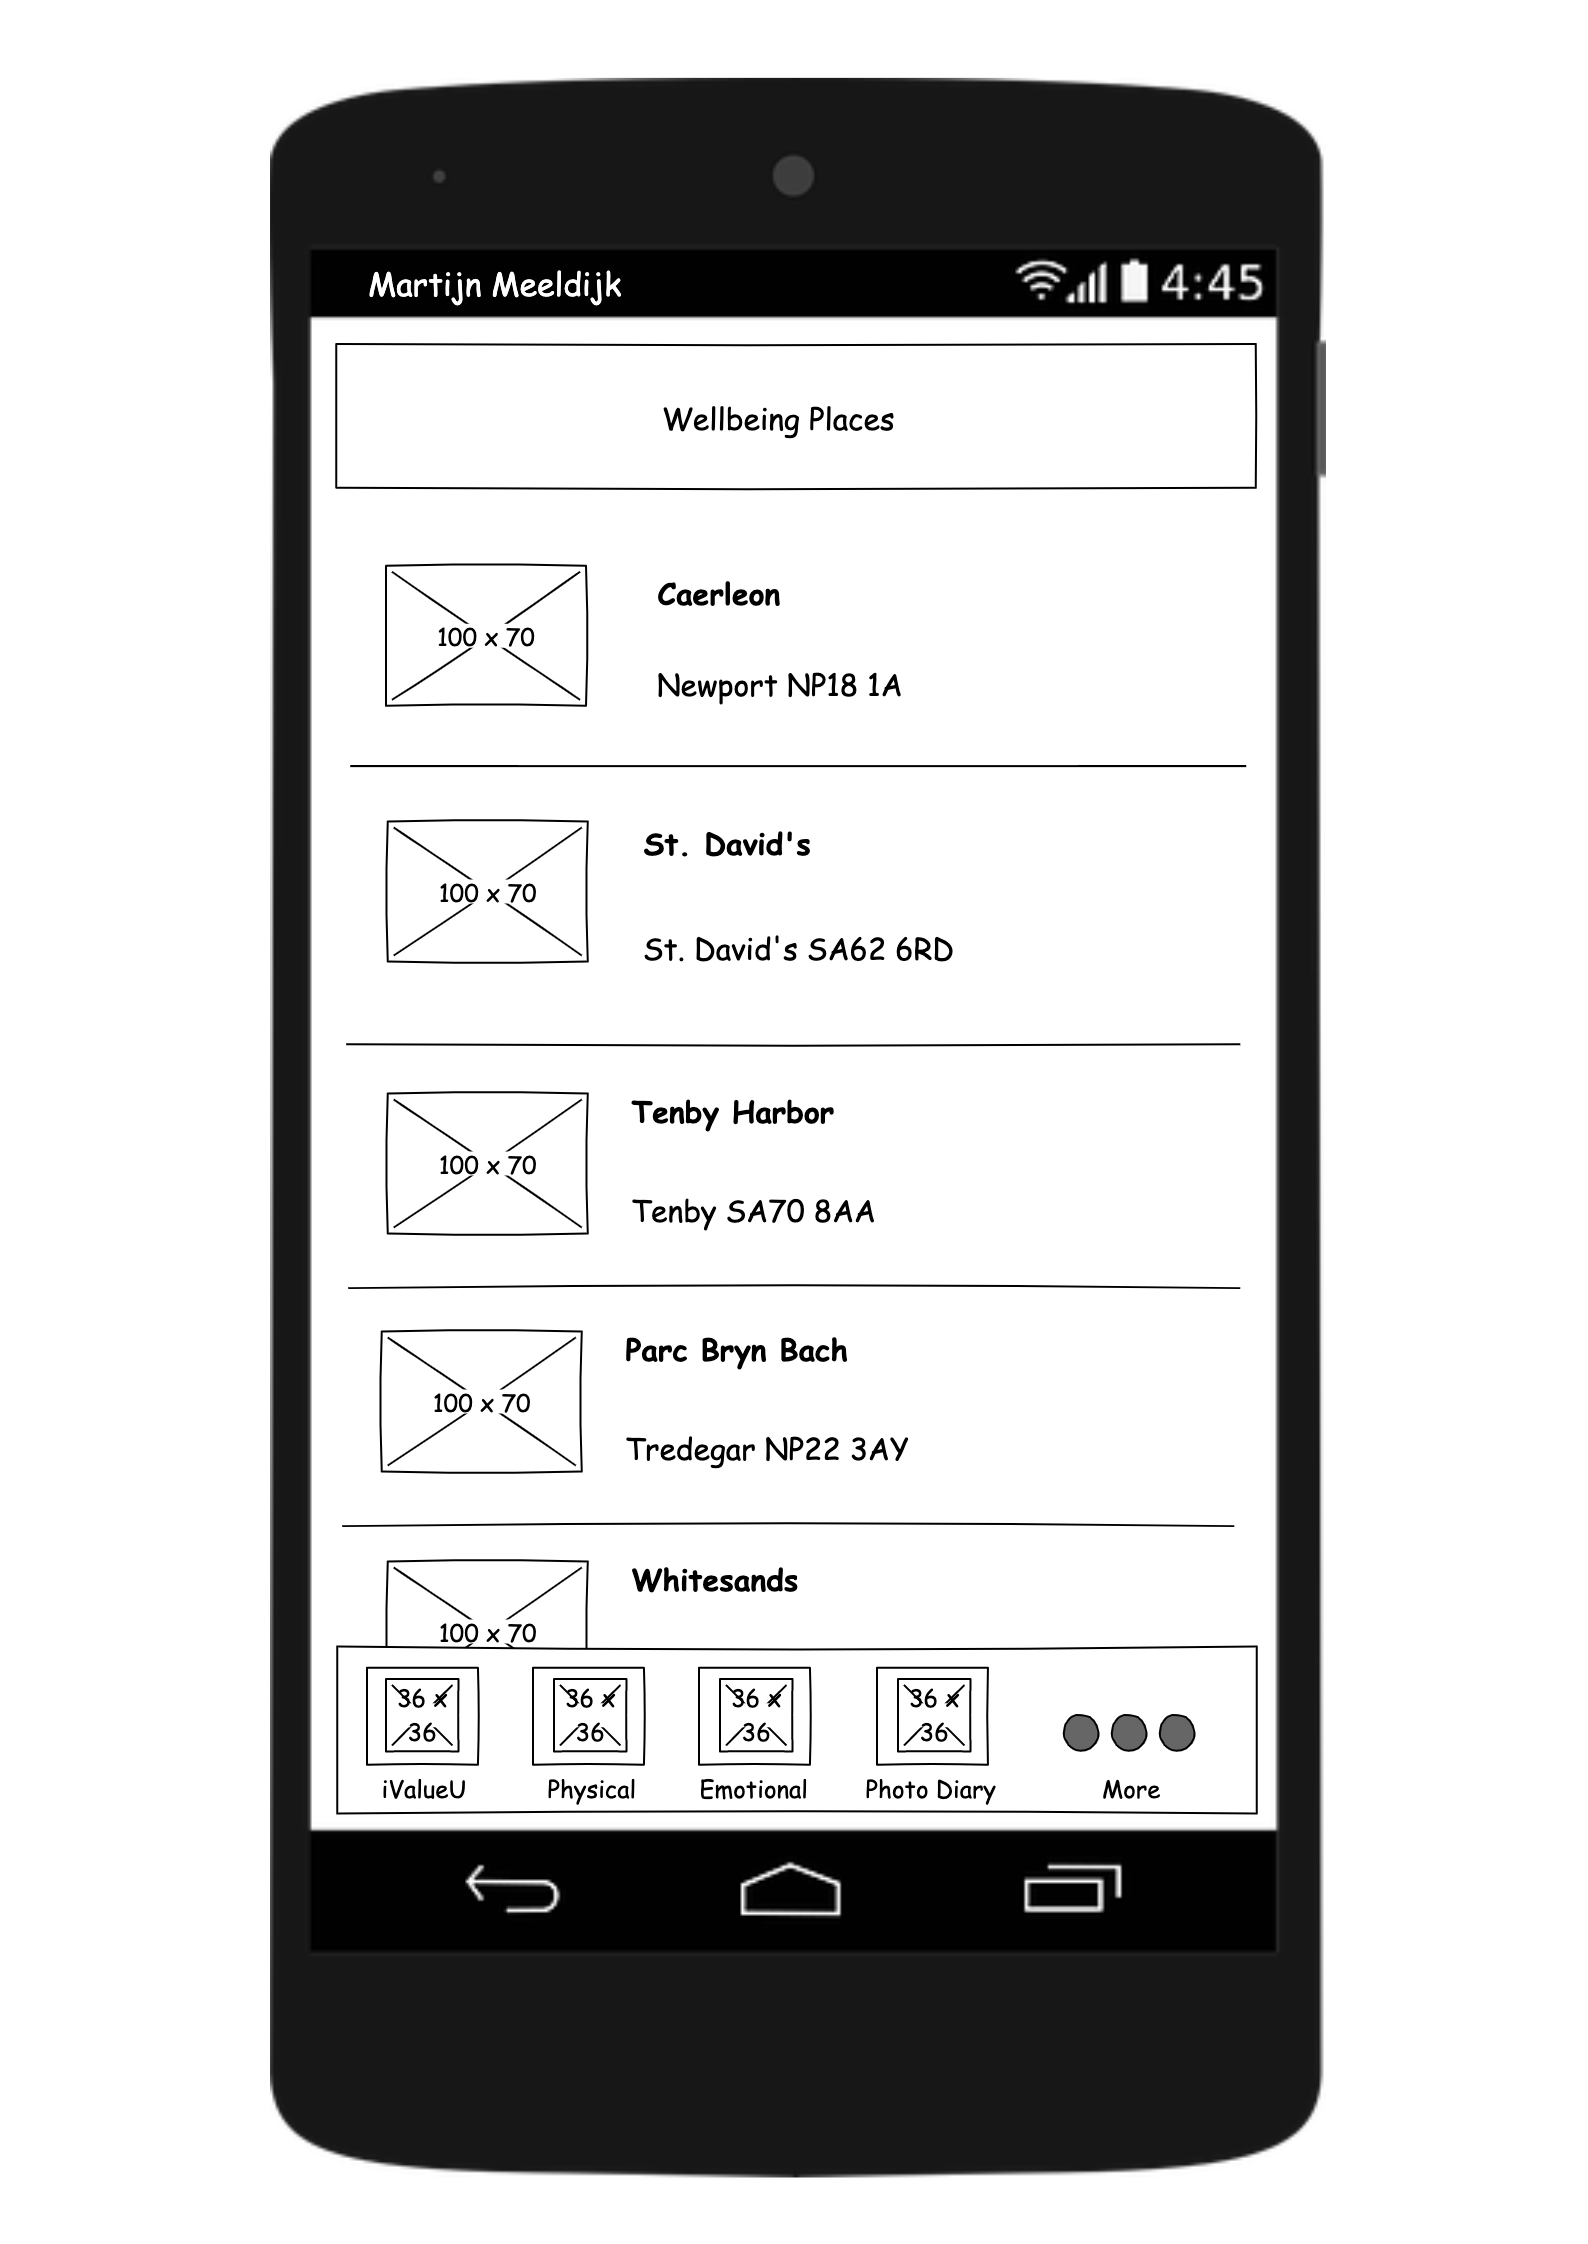 Martijn Meeldijk 4:45
Wellbeing Places
100 x 70
Caerleon
Newport NP18 1A
100 x 70
St. David's
St. David's SA62 6RD
100 x 70
Tenby Harbor
Tenby SA70 8AA
100 x 70
Parc Bryn Bach
Tredegar NP22 3AY
100 x 70
Whitesands
36 x
36
36 x
36
36 x
36
36 x
36
iValueU Physical Emotional Photo Diary More